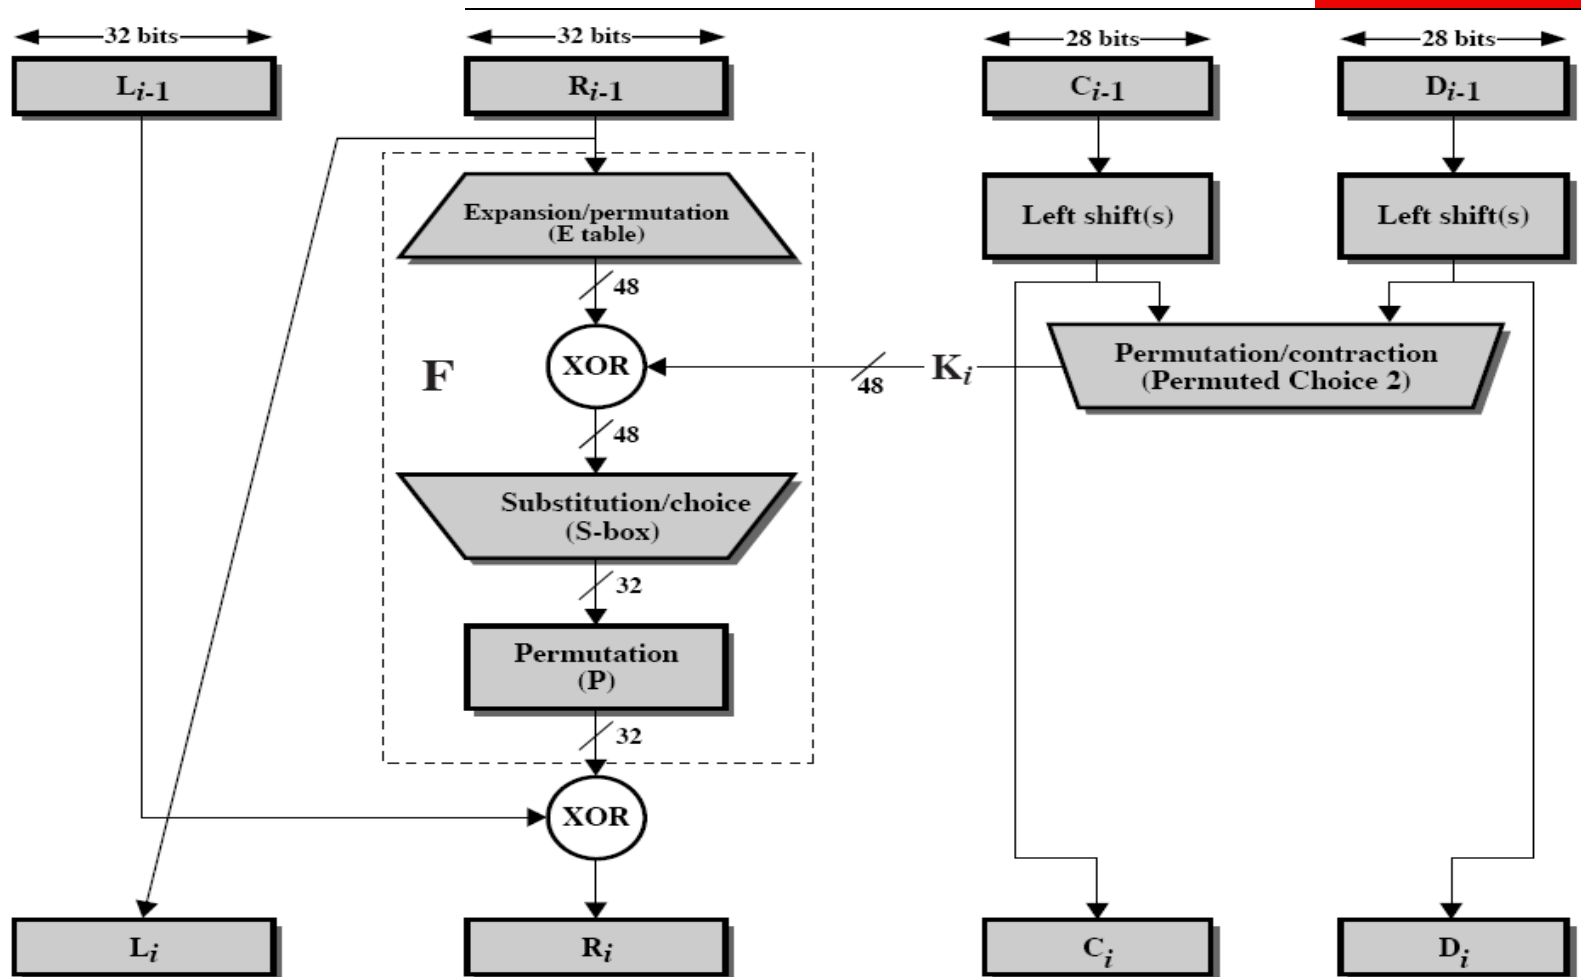 32 bits
32 bits
28 bits
28 bits
Li-1
Ri-1
Ci-1
Di-1
Expansion/permutation
(E table)
Left shift(s)
Left shift(s)
48
F
XOR
48
Ki
Permutation/contraction
(Permuted Choice 2)
48
Substitution/choice
(S-box)
32
Permutation
(P)
32
XOR
Li
Ri
Ci
Di